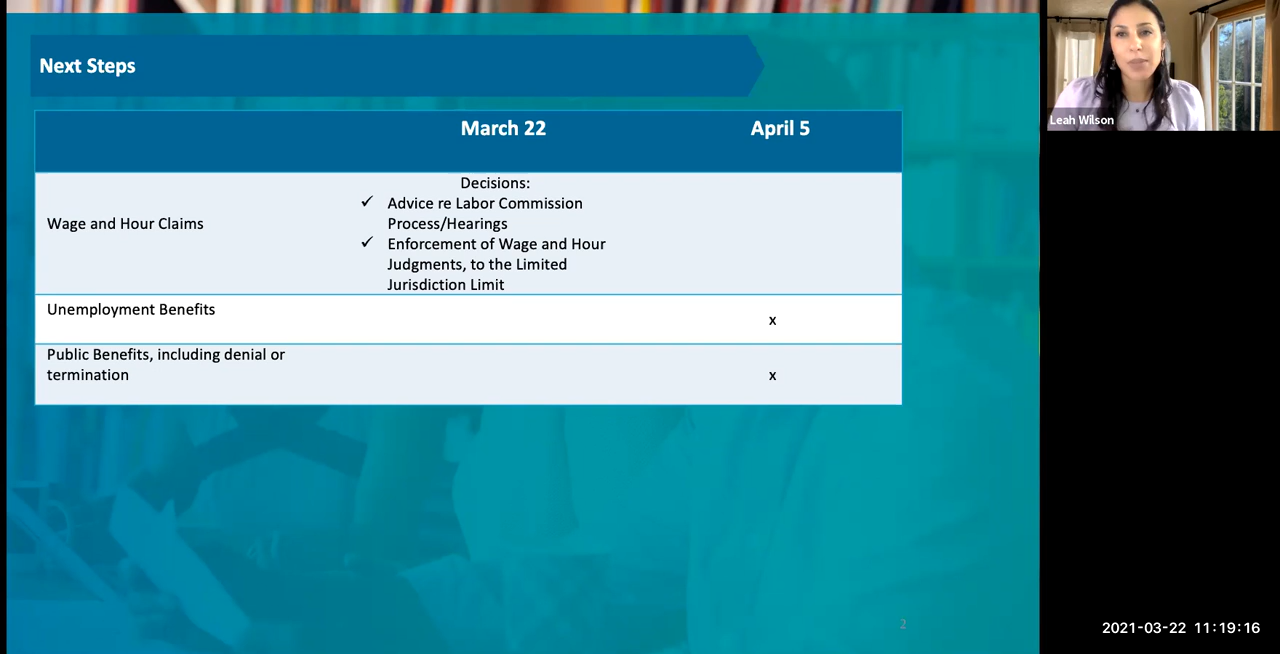 Next Steps
March 22
April 5
Wage and Hour Claims
Decisions:
✓ Advice re Labor Commission
Process/Hearings
✓ Enforcement of Wage and Hour
Judgments, to the Limited
Jurisdiction Limit
Unemployment Benefits
x
Public Benefits, including denial or
termination
x
2
Leah Wilson
2021-03-22 11:19:16